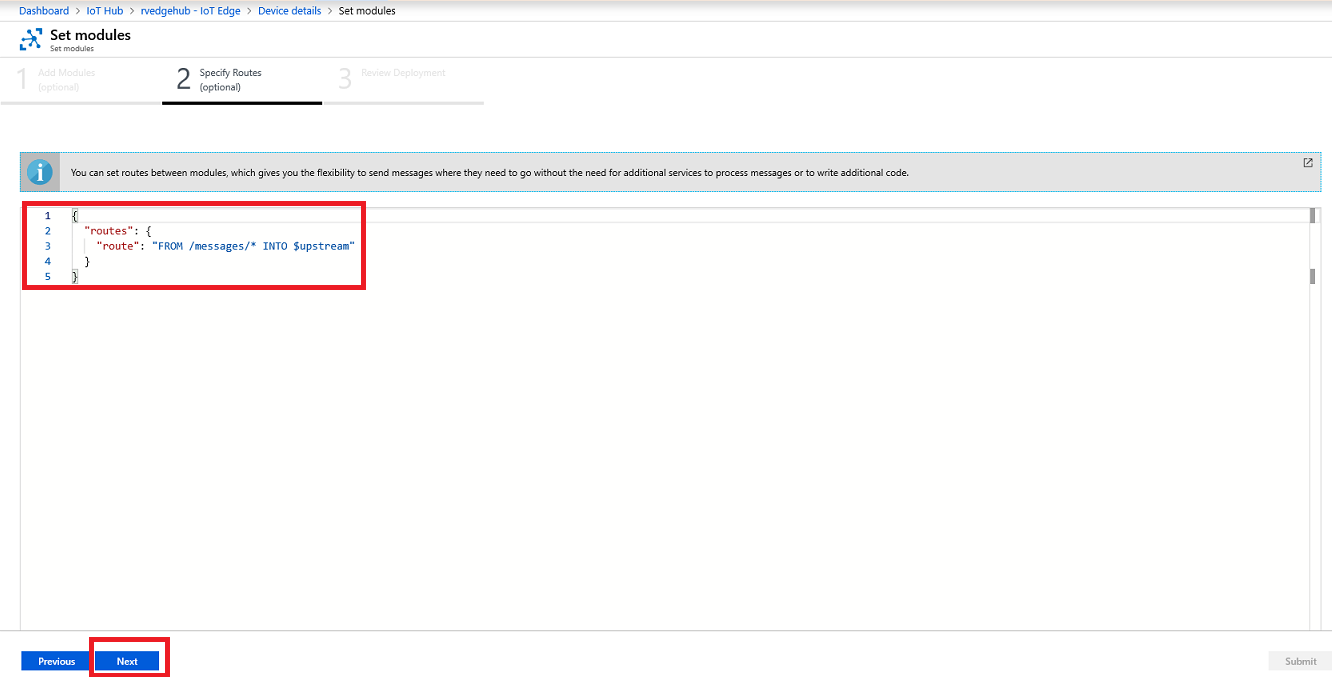 Dashboard > IoT Hub > rvedgehub - IoT Edge > Device details > Set modules
Set modules
Set modules
1 Add Modules
(optional)
2 Specify Routes
(optional)
3 Review Deployment
You can set routes between modules, which gives you the flexibility to send messages where they need to go without the need for additional services to process messages or to write additional code.
1 {
2 "routes": {
3 "route": "FROM /messages/* INTO $upstream"
4 }
5 }
Previous Next Submit